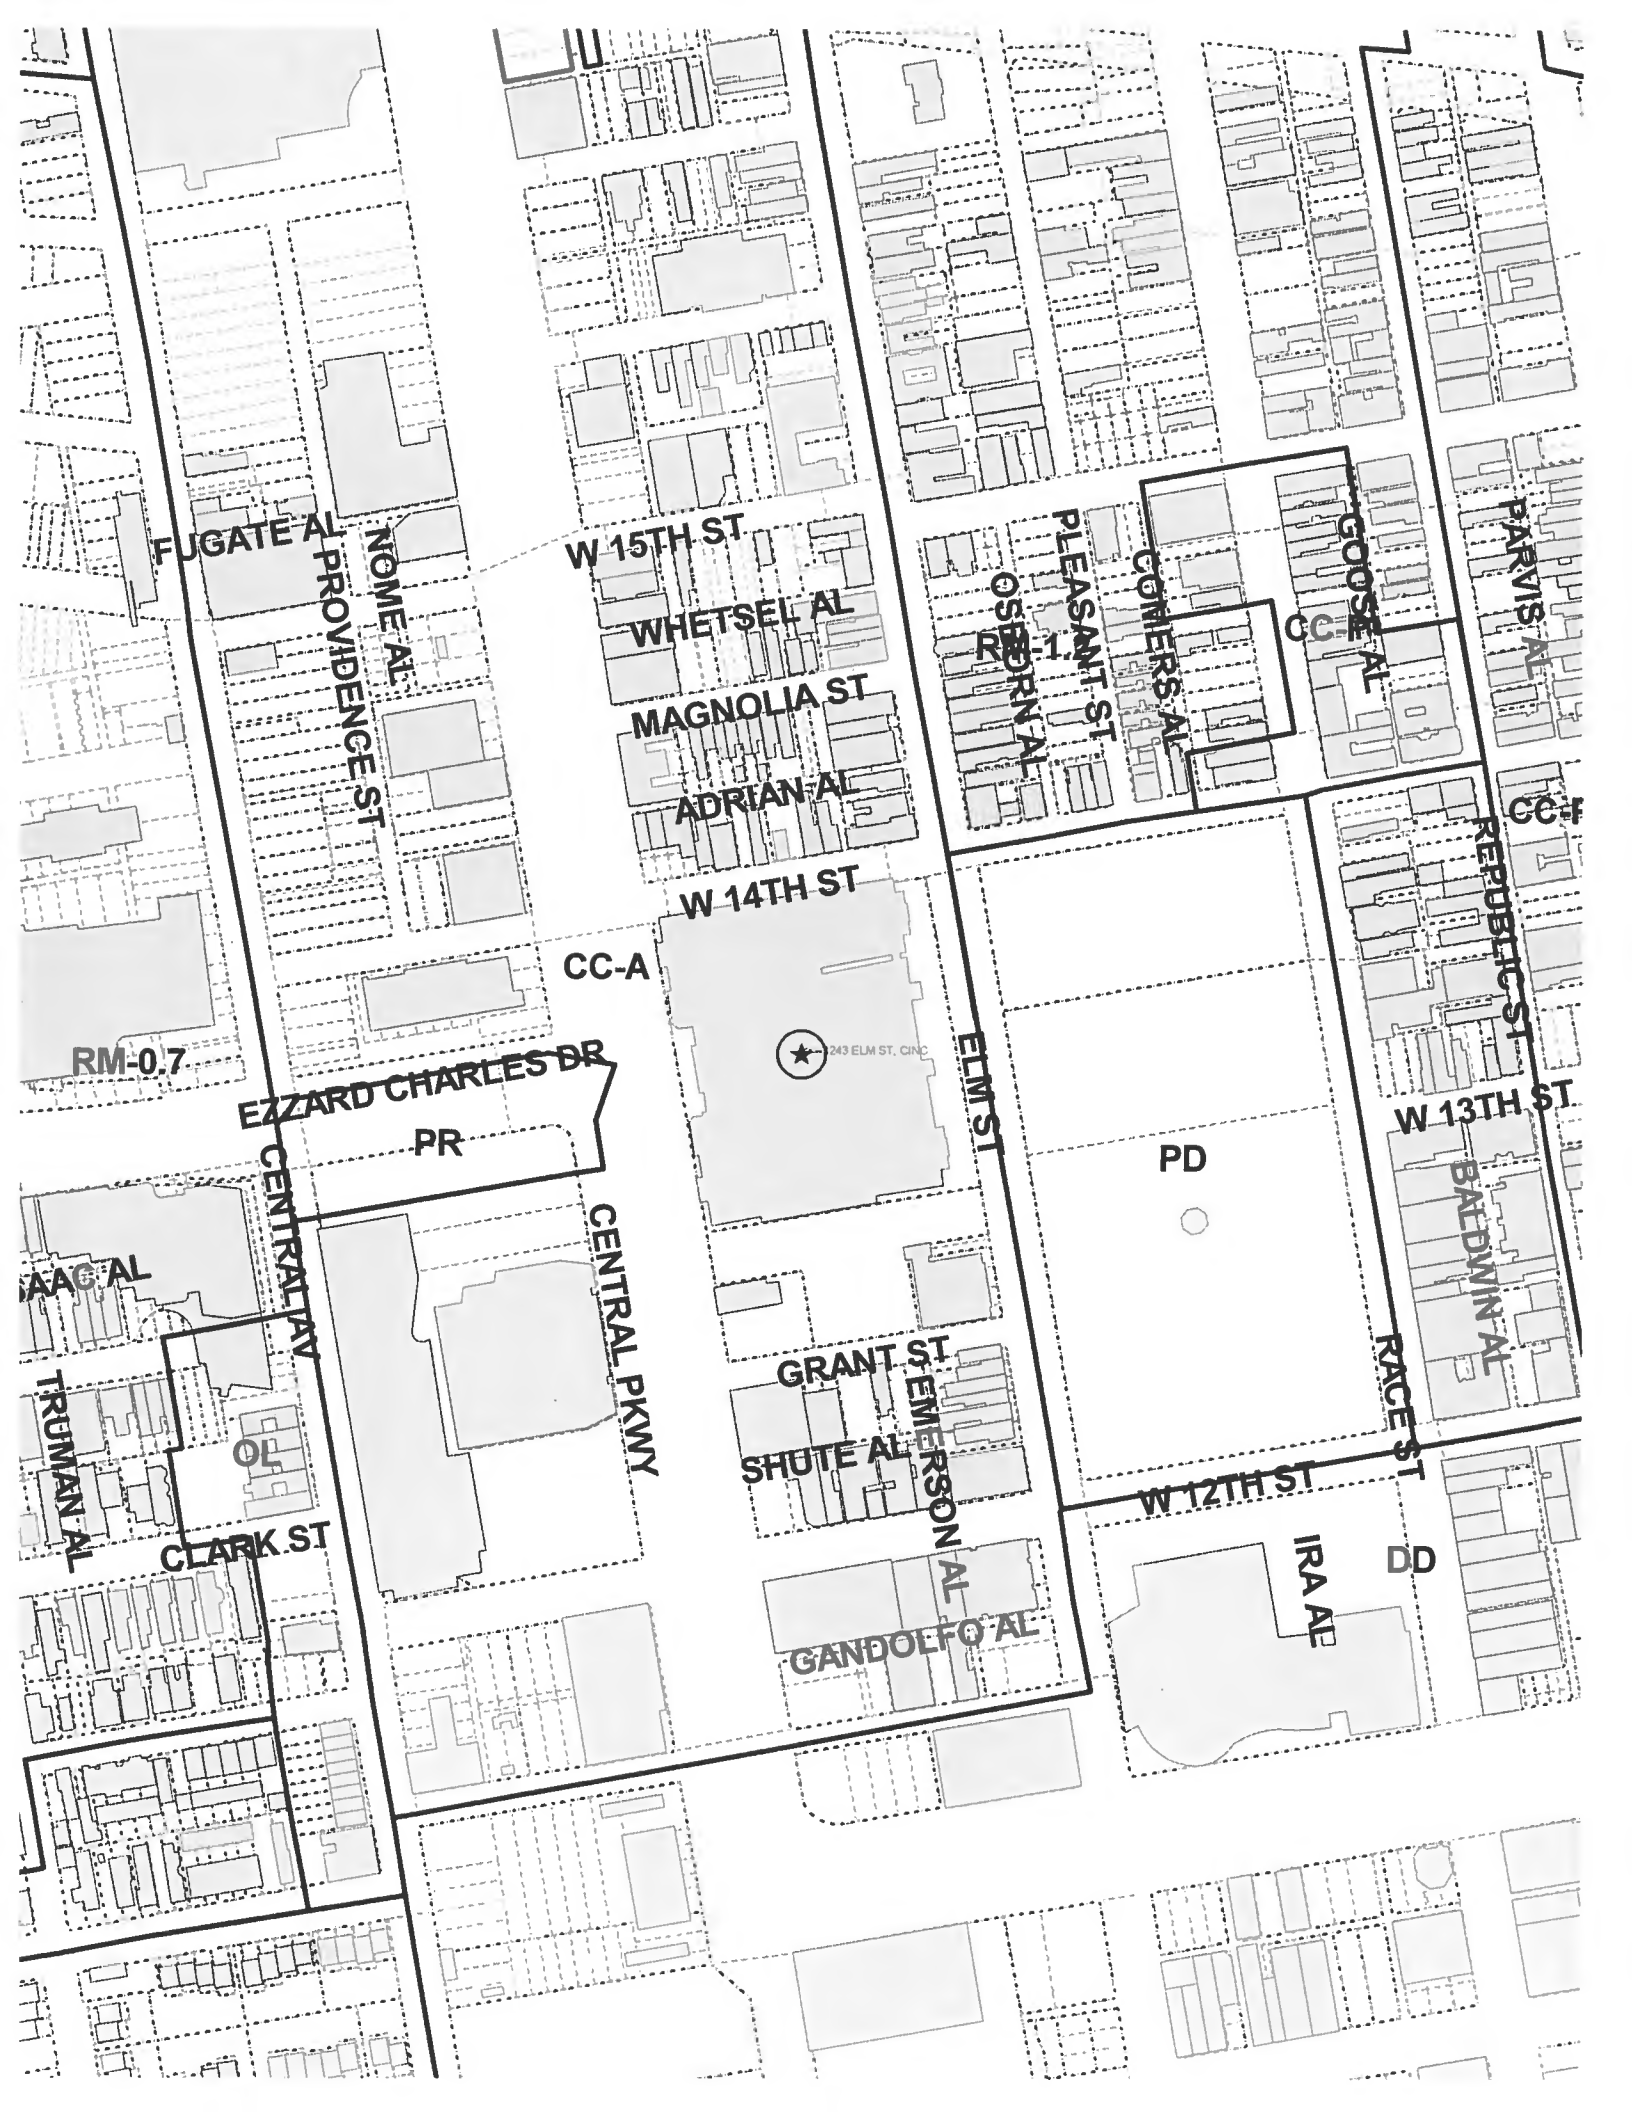 FUGATE AL
W 15TH ST
NOME AL
PROVIDENCE ST
WHETSEL AL
PLEASANT ST
COMERS AL
GOOSE AL
PARVIS AL
OSBORN AL
MAGNOLIA ST
ADRIAN AL
REPUBLIC ST
W 14TH ST
CC-A
ELM ST
RM-0.7
EZZARD CHARLES DR
W 13TH ST
PR
PD
CENTRAL AV
CENTRAL PKWY
BALDWIN AL
GRANT ST
RACE ST
TRUMAN AL
OL
EMERSON AL
SHUTE AL
W 12TH ST
CLARK ST
IRA AL
DD
GANDOLFO AL